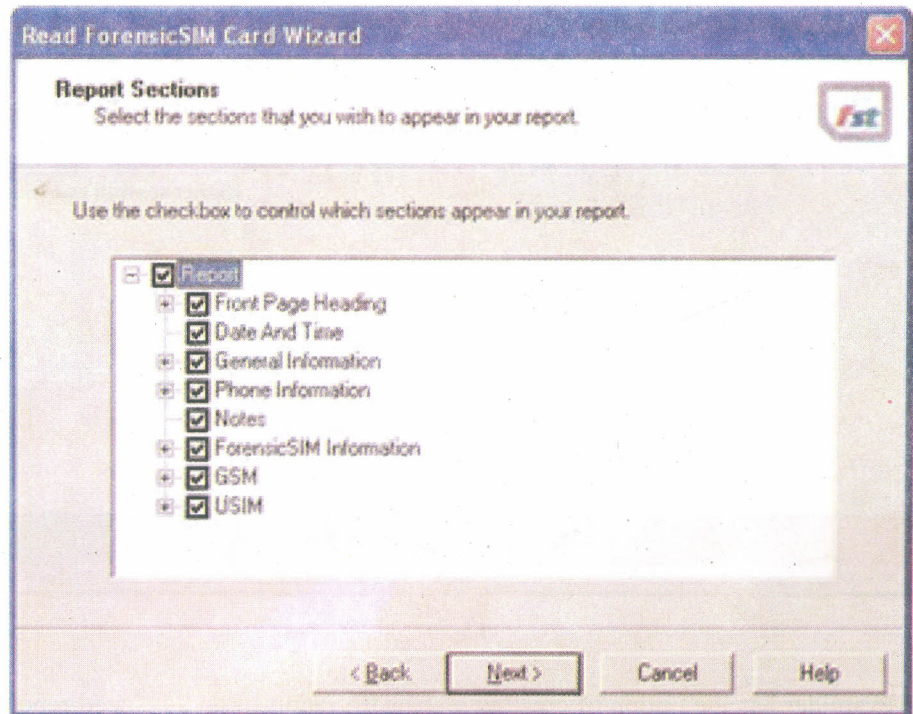 Read ForensicSIM Card Wizard
Report Sections
Select the sections that you wish to appear in your report.
fst
Use the checkbox to control which sections appear in your report.
Report
Front Page Heading
Date And Time
General Information
Phone Information
Notes
ForensicSIM Information
GSM
USIM
< Back
Next >
Cancel
Help